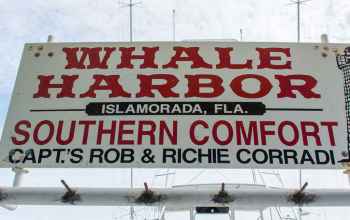 WHALE
HARBOR
ISLAMORADA, FLA.
SOUTHERN COMFORT
CAPT.'S ROB & RICHIE CORRADI